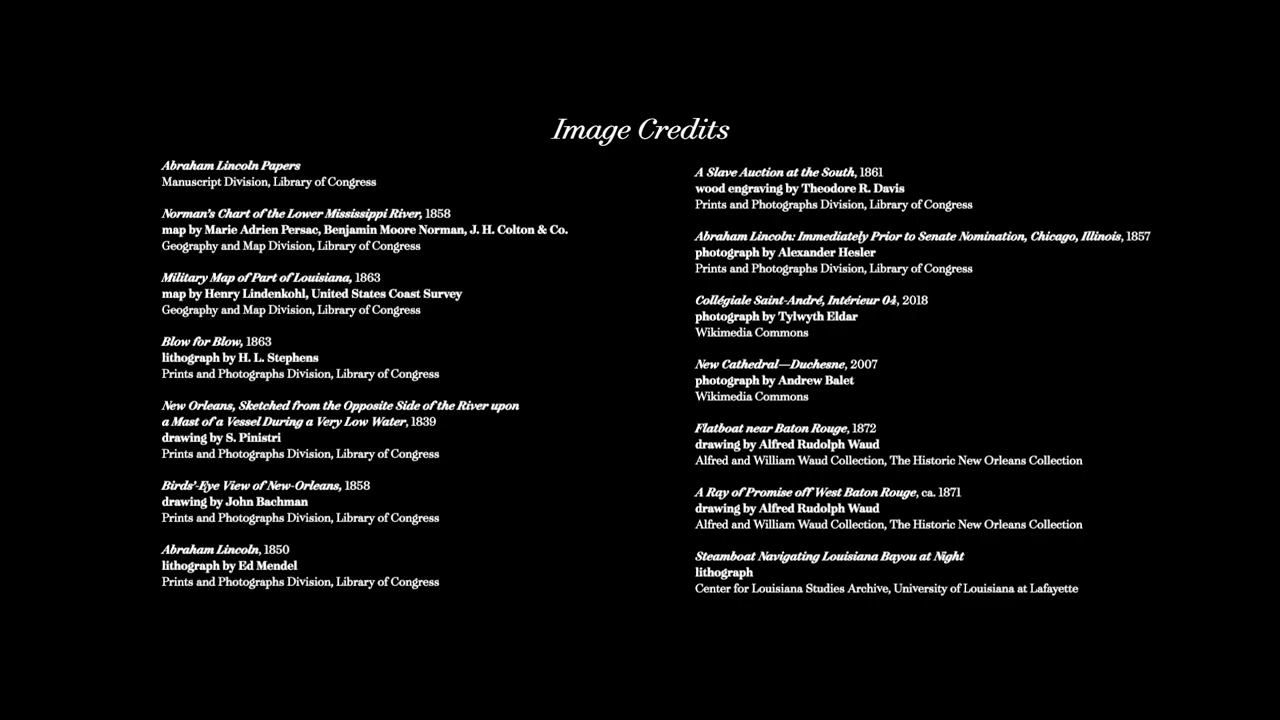 Image Credits
Abraham Lincoln Papers
Manuscript Division, Library of Congress
Norman's Chart of the Lower Mississippi River, 1858
map by Marie Adrien Persac, Benjamin Moore Norman, J. H. Colton & Co.
Geography and Map Division, Library of Congress
Military Map of Part of Louisiana, 1863
map by Henry Lindenkohl, United States Coast Survey
Geography and Map Division, Library of Congress
Blow for Blow, 1863
lithograph by H. L. Stephens
Prints and Photographs Division, Library of Congress
New Orleans, Sketched from the Opposite Side of the River upon
a Mast of a Vessel During a Very Low Water, 1839
drawing by S. Pinistri
Prints and Photographs Division, Library of Congress
Birds'-Eye View of New-Orleans, 1858
drawing by John Bachman
Prints and Photographs Division, Library of Congress
Abraham Lincoln, 1850
lithograph by Ed Mendel
Prints and Photographs Division, Library of Congress
A Slave Auction at the South, 1861
wood engraving by Theodore R. Davis
Prints and Photographs Division, Library of Congress
Abraham Lincoln: Immediately Prior to Senate Nomination, Chicago, Illinois, 1857
photograph by Alexander Hesler
Prints and Photographs Division, Library of Congress
Collégiale Saint-André, Intérieur 04, 2018
photograph by Tylwyth Eldar
Wikimedia Commons
New Cathedral—Duchesne, 2007
photograph by Andrew Balet
Wikimedia Commons
Flatboat near Baton Rouge, 1872
drawing by Alfred Rudolph Waud
Alfred and William Waud Collection, The Historic New Orleans Collection
A Ray of Promise off West Baton Rouge, ca. 1871
drawing by Alfred Rudolph Waud
Alfred and William Waud Collection, The Historic New Orleans Collection
Steamboat Navigating Louisiana Bayou at Night
lithograph
Center for Louisiana Studies Archive, University of Louisiana at Lafayette